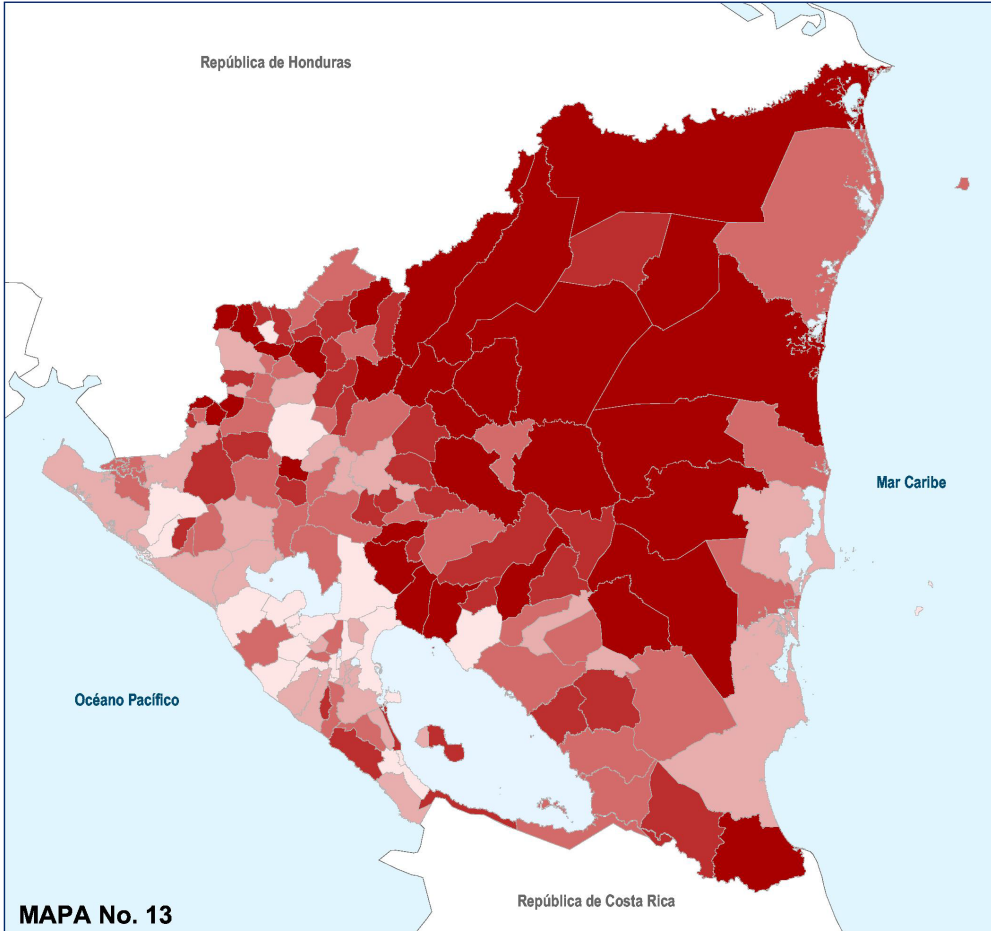 República de Honduras
Mar Caribe
Océano Pacífico
República de Costa Rica
MAPA No. 13